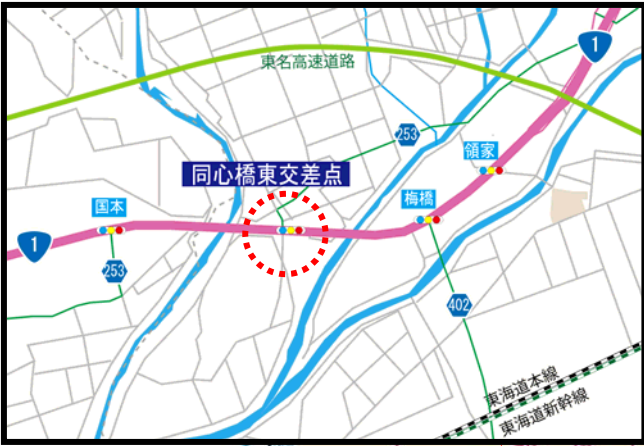 1
東名高速道路
253
領家
同心橋東交差点
梅橋
国本
1
253
402
東海道本線
東海道新幹線